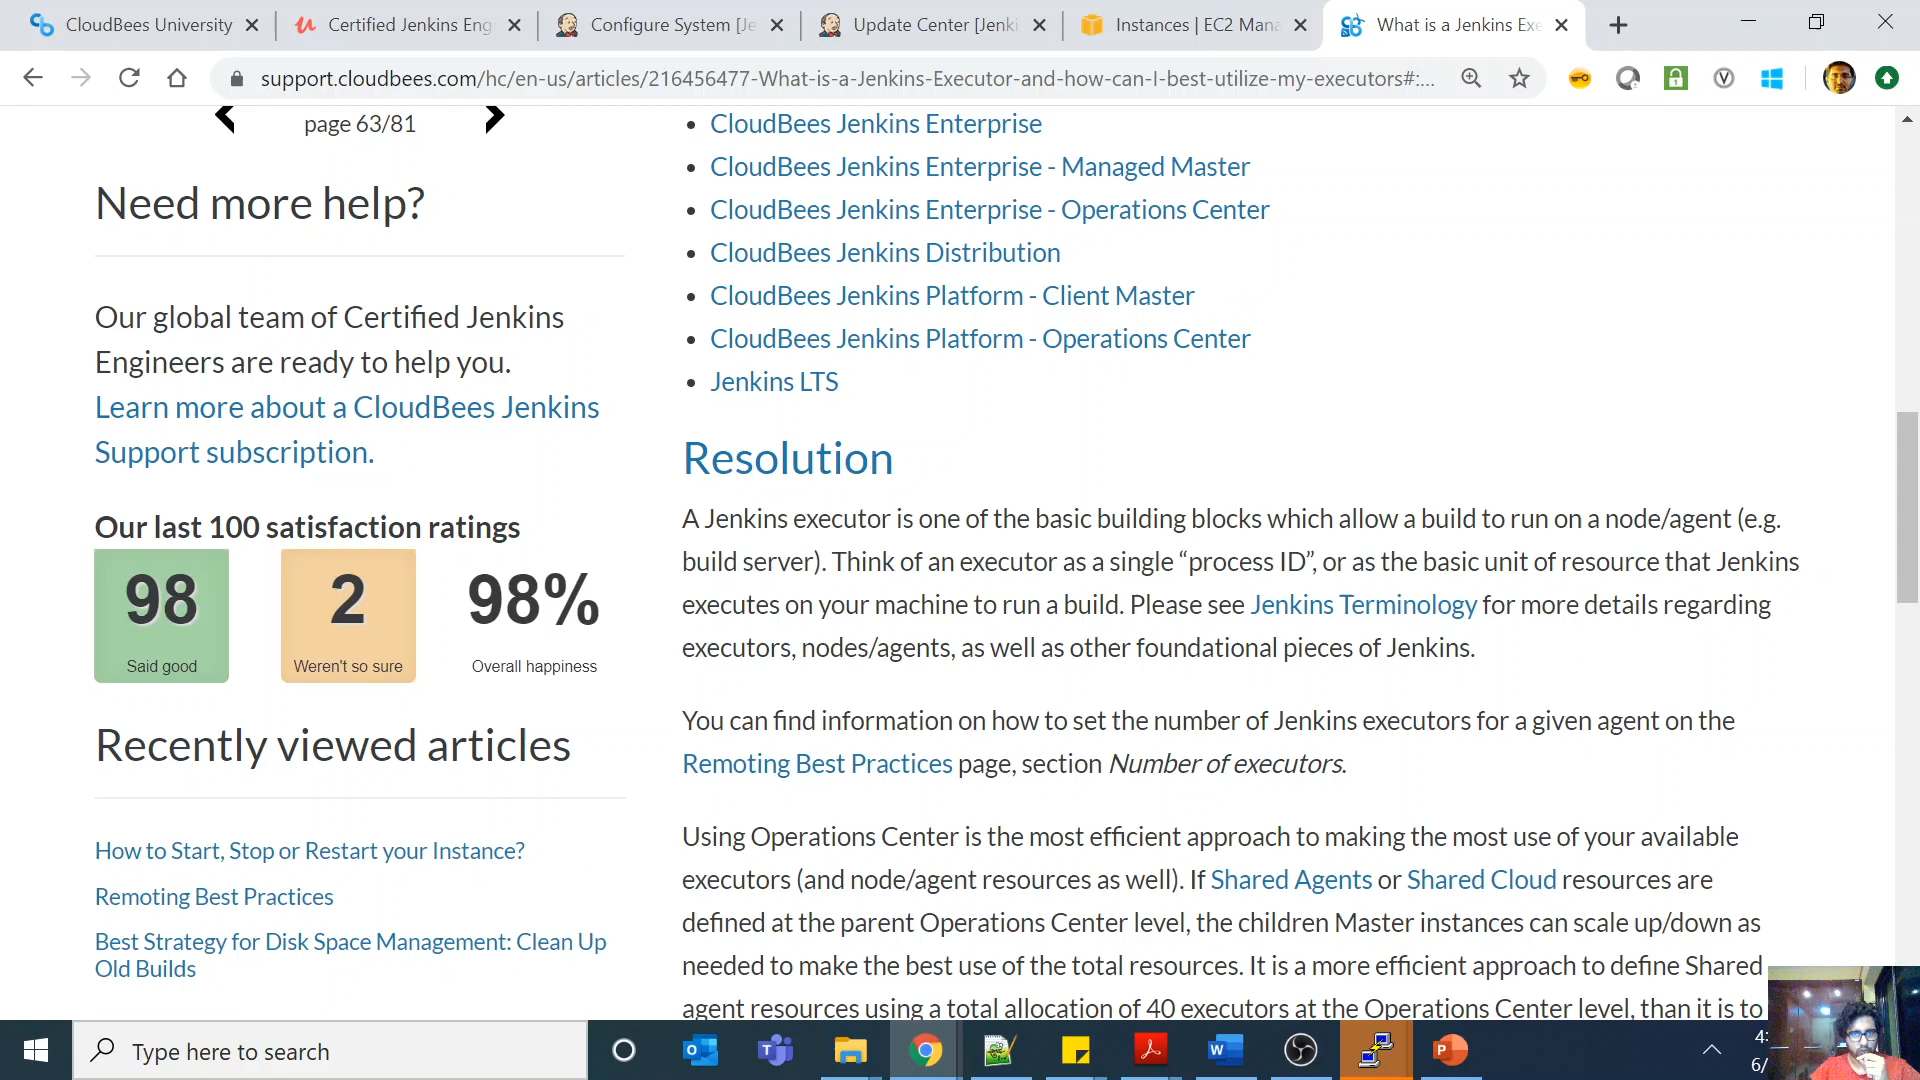 CloudBees University
Certified Jenkins Eng
Configure System [Je
Update Center [Jenki
Instances | EC2 Mana
What is a Jenkins Exe
support.cloudbees.com/hc/en-us/articles/216456477-What-is-a-Jenkins-Executor-and-how-can-I-best-utilize-my-executors#:...
page 63/81
Need more help?
Our global team of Certified Jenkins
Engineers are ready to help you.
Learn more about a CloudBees Jenkins
Support subscription.
Our last 100 satisfaction ratings
98
Said good
2
Weren't so sure
98%
Overall happiness
Recently viewed articles
How to Start, Stop or Restart your Instance?
Remoting Best Practices
Best Strategy for Disk Space Management: Clean Up
Old Builds
• CloudBees Jenkins Enterprise
• CloudBees Jenkins Enterprise - Managed Master
• CloudBees Jenkins Enterprise - Operations Center
• CloudBees Jenkins Distribution
• CloudBees Jenkins Platform - Client Master
• CloudBees Jenkins Platform - Operations Center
• Jenkins LTS
Resolution
A Jenkins executor is one of the basic building blocks which allow a build to run on a node/agent (e.g.
build server). Think of an executor as a single “process ID”, or as the basic unit of resource that Jenkins
executes on your machine to run a build. Please see Jenkins Terminology for more details regarding
executors, nodes/agents, as well as other foundational pieces of Jenkins.
You can find information on how to set the number of Jenkins executors for a given agent on the
Remoting Best Practices page, section Number of executors.
Using Operations Center is the most efficient approach to making the most use of your available
executors (and node/agent resources as well). If Shared Agents or Shared Cloud resources are
defined at the parent Operations Center level, the children Master instances can scale up/down as
needed to make the best use of the total resources. It is a more efficient approach to define Shared
agent resources using a total allocation of 40 executors at the Operations Center level, than it is to
Type here to search
4:
6/